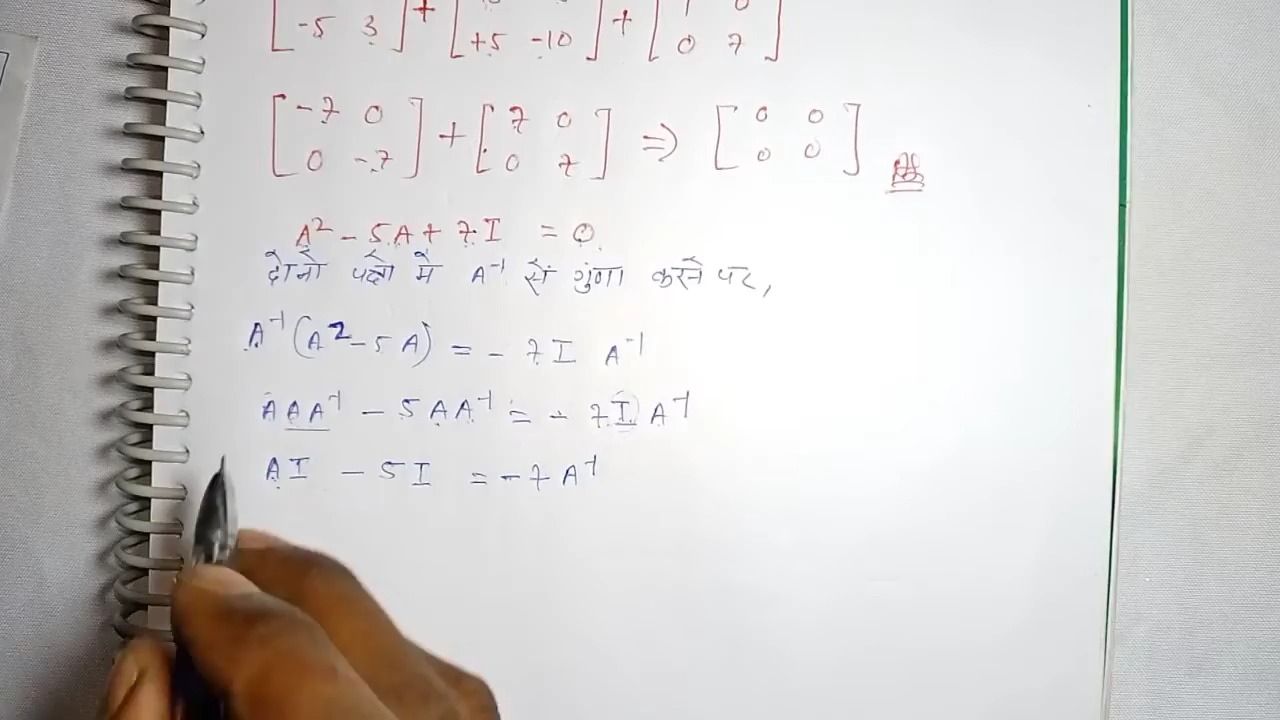 [-5 3] + [+5 -10] + [0 7]
[-7 0 0 -7] + [7 0 0 7] ⇒ [0 0 0 0]
A² - 5A + 7I = 0.
दोनो पक्षो मे A⁻¹ सें गुंणा करने पर,
A⁻¹(A² - 5A) = - 7I A⁻¹
AAA⁻¹ - 5AA⁻¹ = - 7IA⁻¹
AI - 5I = - 7A⁻¹